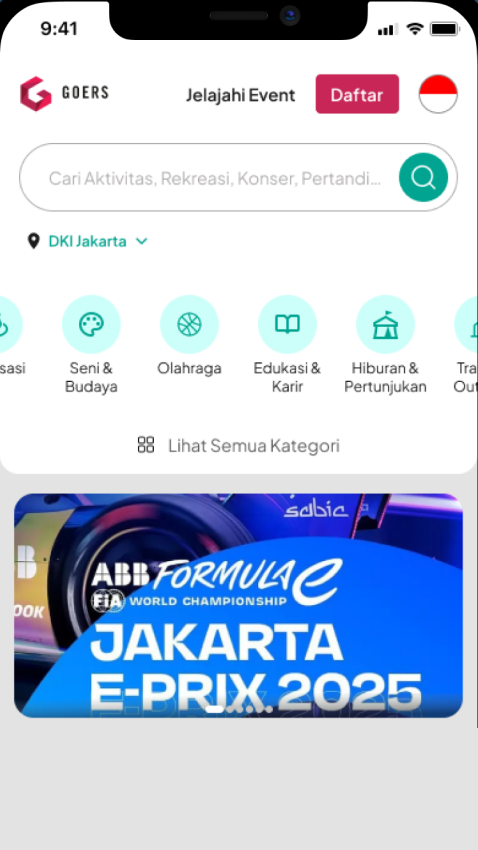 9:41
GOERS
Jelajahi Event
Daftar
Cari Aktivitas, Rekreasi, Konser, Pertandi...
DKI Jakarta
sasi
Seni &
Budaya
Olahraga
Edukasi &
Karir
Hiburan &
Pertunjukan
Tra
Out
Lihat Semua Kategori
sabic
B
OOK
ABB FORMULA E
FIA WORLD CHAMPIONSHIP
JAKARTA
E-PRIX 2025